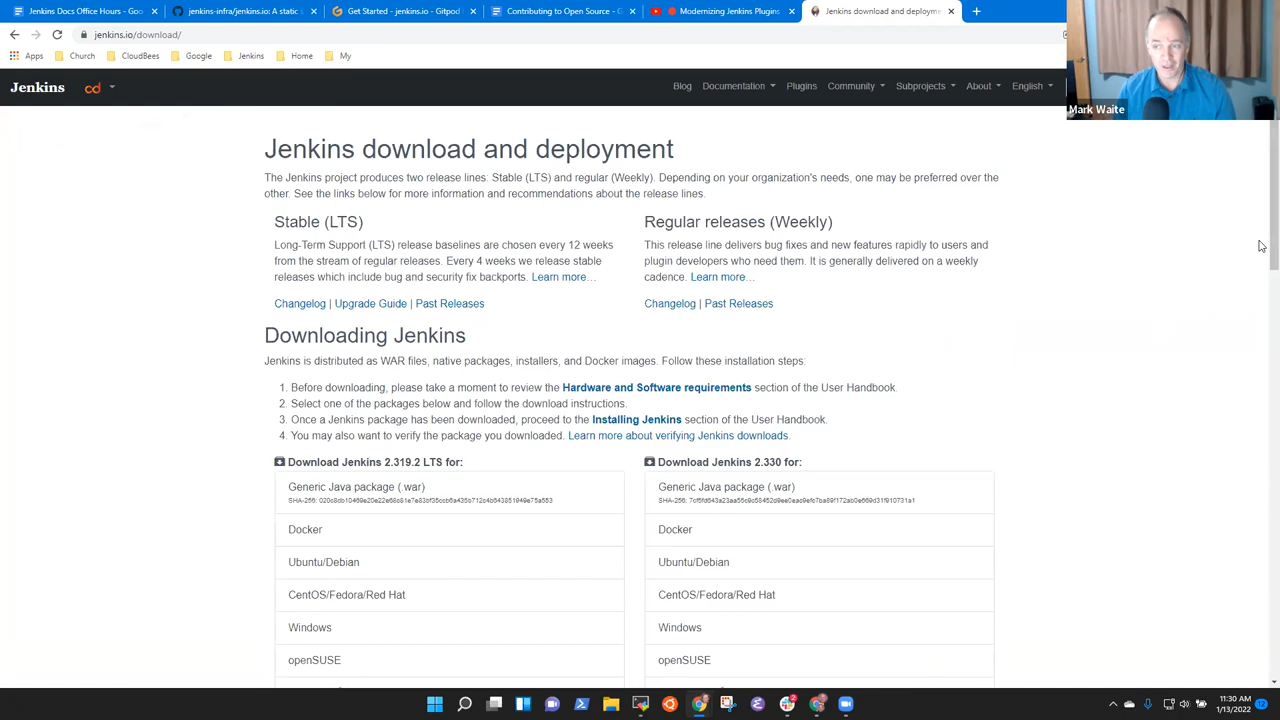 Jenkins Docs Office Hours - Goo
jenkins-infra/jenkins.io: A static s
Get Started - jenkins.io - Gitpod
Contributing to Open Source - G
Modernizing Jenkins Plugins
Jenkins download and deployme
jenkins.io/download/
Apps Church CloudBees Google Jenkins Home My
Jenkins cd Blog Documentation Plugins Community Subprojects About English
Mark Waite
Jenkins download and deployment
The Jenkins project produces two release lines: Stable (LTS) and regular (Weekly). Depending on your organization's needs, one may be preferred over the
other. See the links below for more information and recommendations about the release lines.
Stable (LTS)
Long-Term Support (LTS) release baselines are chosen every 12 weeks
from the stream of regular releases. Every 4 weeks we release stable
releases which include bug and security fix backports. Learn more…
Changelog | Upgrade Guide | Past Releases
Regular releases (Weekly)
This release line delivers bug fixes and new features rapidly to users and
plugin developers who need them. It is generally delivered on a weekly
cadence. Learn more…
Changelog | Past Releases
Downloading Jenkins
Jenkins is distributed as WAR files, native packages, installers, and Docker images. Follow these installation steps:
1. Before downloading, please take a moment to review the Hardware and Software requirements section of the User Handbook.
2. Select one of the packages below and follow the download instructions.
3. Once a Jenkins package has been downloaded, proceed to the Installing Jenkins section of the User Handbook.
4. You may also want to verify the package you downloaded. Learn more about verifying Jenkins downloads.
Download Jenkins 2.319.2 LTS for:
Generic Java package (.war)
SHA-256:
Docker
Ubuntu/Debian
CentOS/Fedora/Red Hat
Windows
openSUSE
Download Jenkins 2.330 for:
Generic Java package (.war)
SHA-256:
Docker
Ubuntu/Debian
CentOS/Fedora/Red Hat
Windows
openSUSE
11:30 AM
1/13/2022